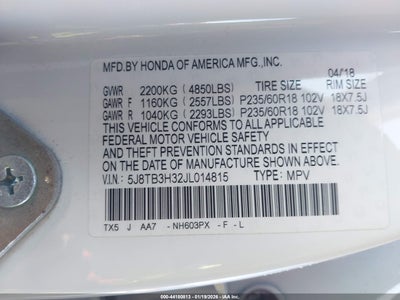 MFD.BY HONDA OF AMERICA MFG.,INC.
04/18
GVWR 2200KG (4850LBS) TIRE SIZE RIM SIZE
GAWR F 1160KG (2557LBS) P235/60R18 102V 18X7.5J
GAWR R 1040KG (2293LBS) P235/60R18 102V 18X7.5J
THIS VEHICLE CONFORMS TO ALL APPLICABLE
FEDERAL MOTOR VEHICLE SAFETY
AND THEFT PREVENTION STANDARDS IN EFFECT
ON THE DATE OF MANUFACTURE SHOWN ABOVE.
V.I.N.: 5J8TB3H32JL014815 TYPE: MPV
TX5 J AA7 - NH603PX - F - L
000-44180813 - 01/19/2026 - IAAI.COM